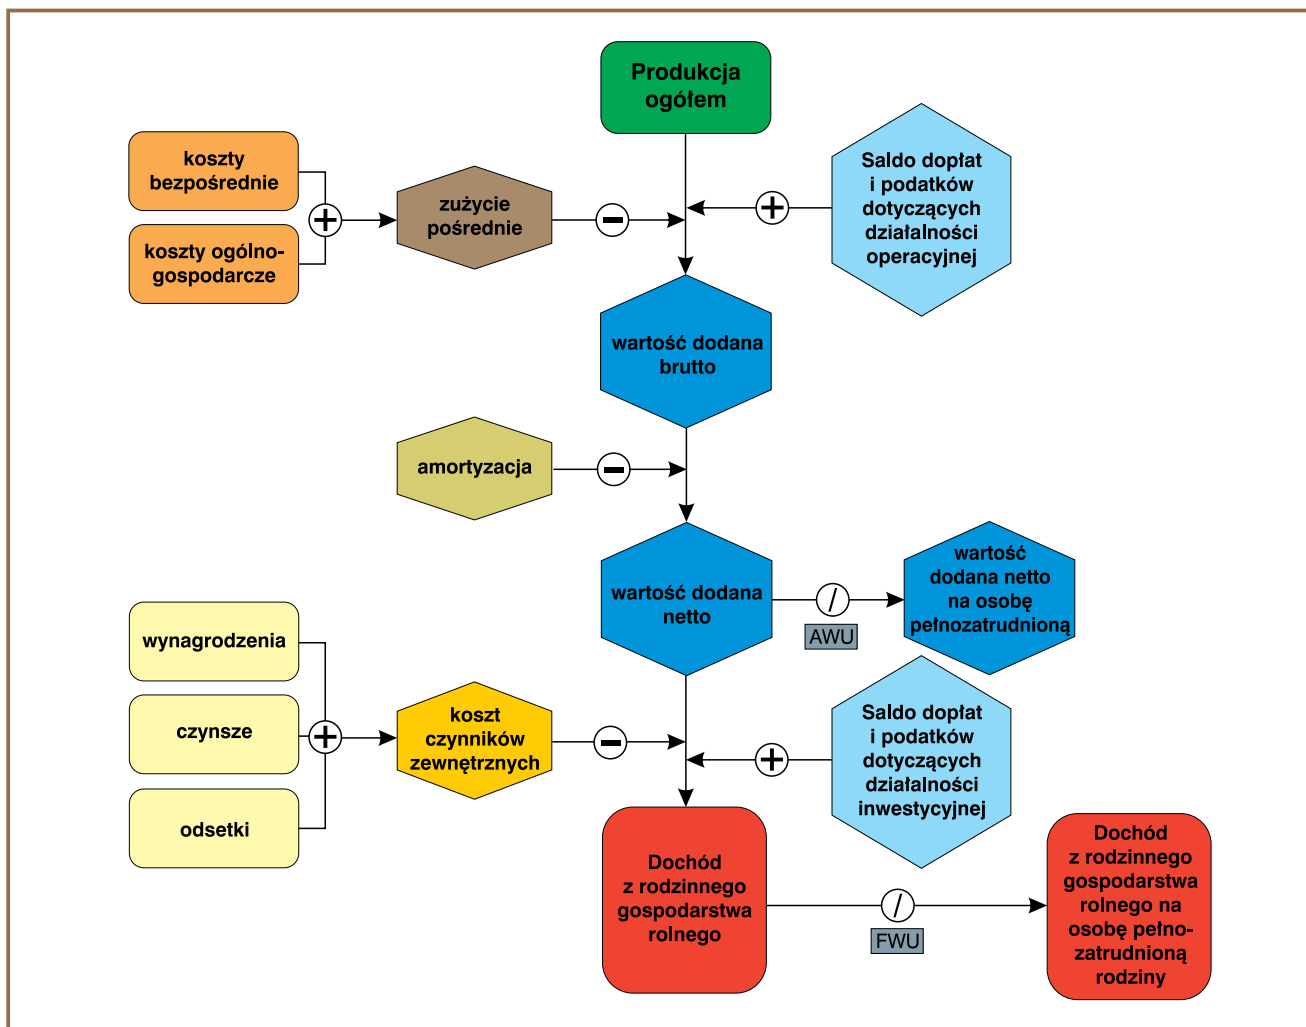 Produkcja
ogółem
koszty
bezpośrednie
koszty ogólno-
gospodarcze
+
zużycie
pośrednie
−
+
Saldo dopłat
i podatków
dotyczących
działalności
operacyjnej
wartość dodana
brutto
amortyzacja
−
wartość dodana
netto
/
AWU
wartość
dodana netto
na osobę
pełnozatrudnioną
wynagrodzenia
czynsze
odsetki
+
koszt
czynników
zewnętrznych
−
+
Saldo dopłat
i podatków
dotyczących
działalności
inwestycyjnej
Dochód
z rodzinnego
gospodarstwa
rolnego
/
FWU
Dochód
z rodzinnego
gospodarstwa
rolnego na
osobę pełno-
zatrudnioną
rodziny